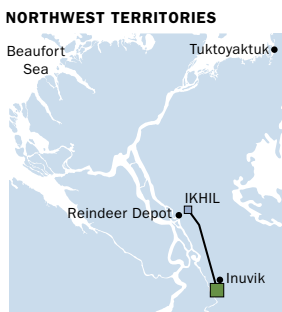 NORTHWEST TERRITORIES
Beaufort
Sea
Tuktoyaktuk
IKHIL
Reindeer Depot
Inuvik